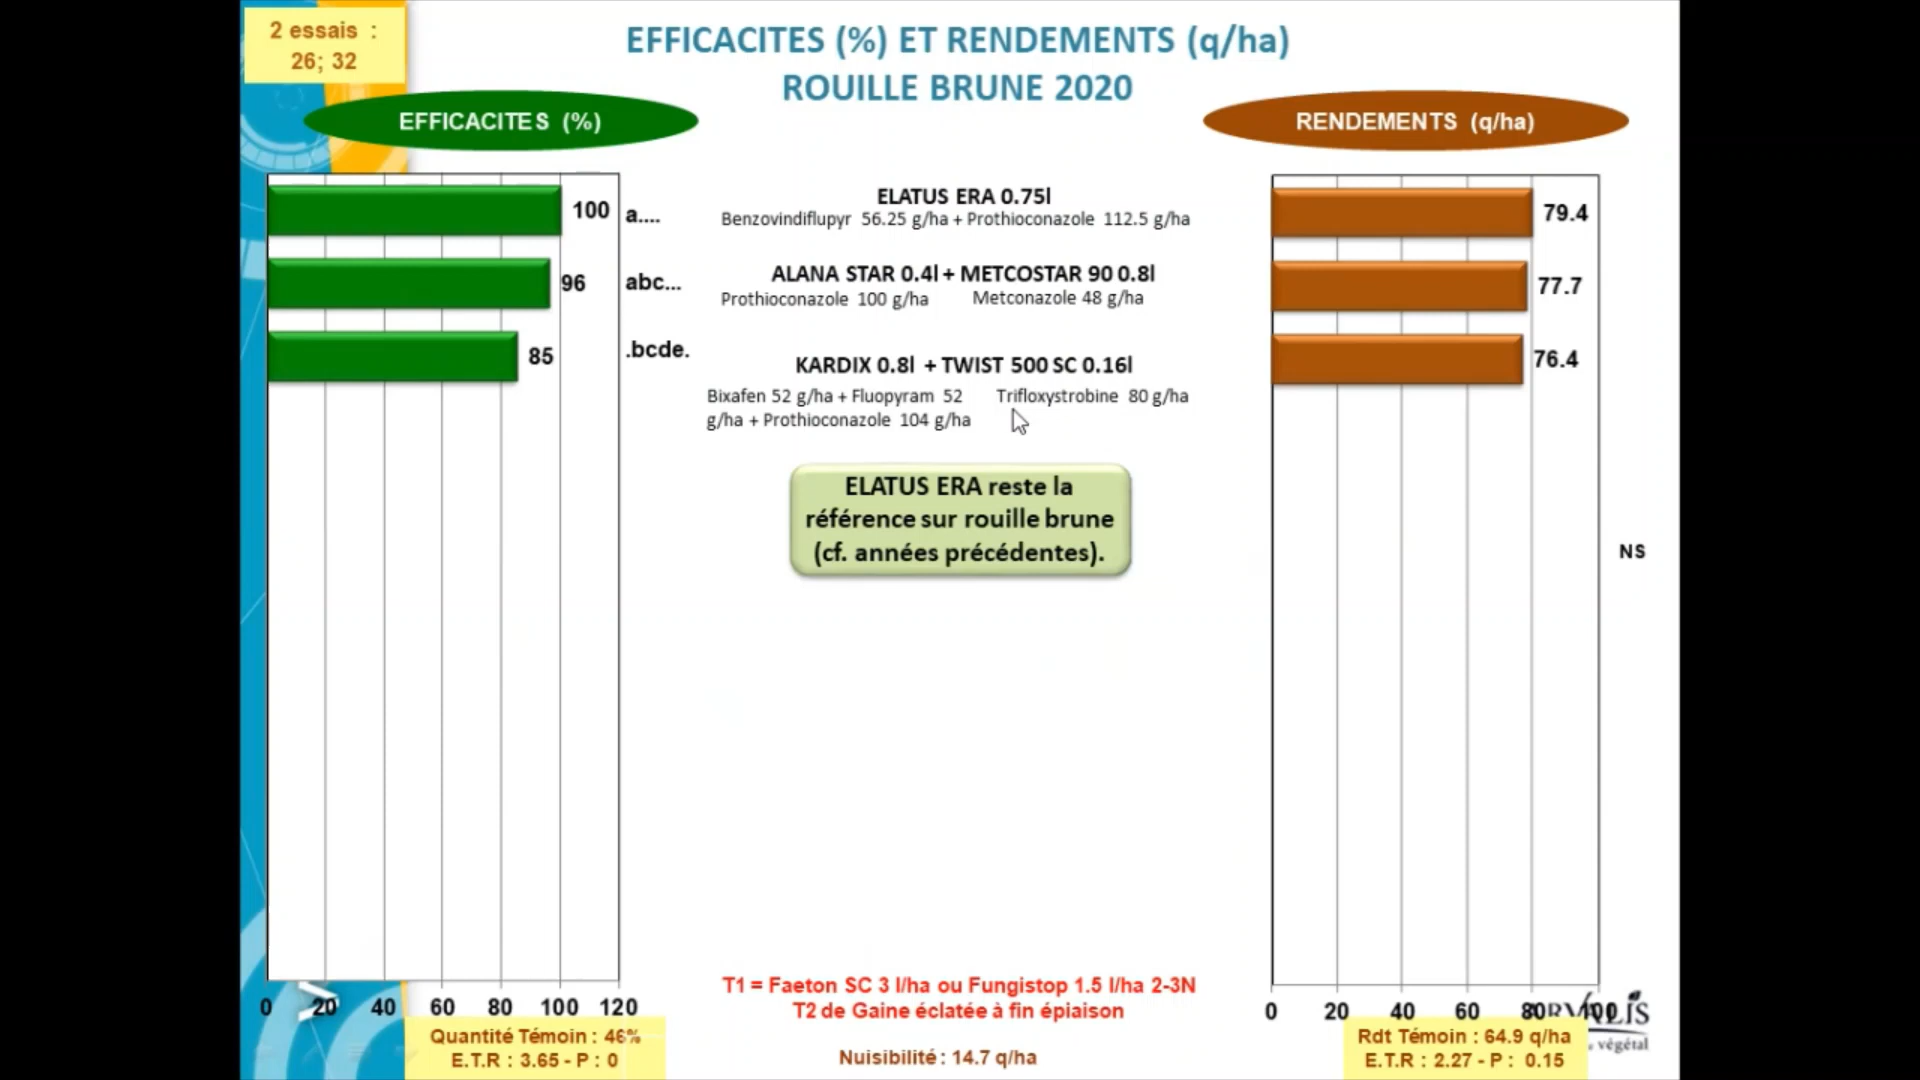 2 essais :
26; 32
EFFICACITES (%) ET RENDEMENTS (q/ha)
ROUILLE BRUNE 2020
EFFICACITES (%)
RENDEMENTS (q/ha)
100 a....
ELATUS ERA 0.75l
Benzovindiflupyr 56.25 g/ha + Prothioconazole 112.5 g/ha
79.4
96 abc...
ALANA STAR 0.4l + METCOSTAR 90 0.8l
Prothioconazole 100 g/ha Metconazole 48 g/ha
77.7
85 .bcde.
KARDIX 0.8l + TWIST 500 SC 0.16l
Bixafen 52 g/ha + Fluopyram 52
g/ha + Prothioconazole 104 g/ha
Trifloxystrobine 80 g/ha
76.4
ELATUS ERA reste la
référence sur rouille brune
(cf. années précédentes).
NS
T1 = Faeton SC 3 l/ha ou Fungistop 1.5 l/ha 2-3N
T2 de Gaine éclatée à fin épiaison
0 20 40 60 80 100 120
0 20 40 60 80 100
Quantité Témoin : 46%
E.T.R : 3.65 - P : 0
Nuisibilité : 14.7 q/ha
Rdt Témoin : 64.9 q/ha
E.T.R : 2.27 - P : 0.15
végétal